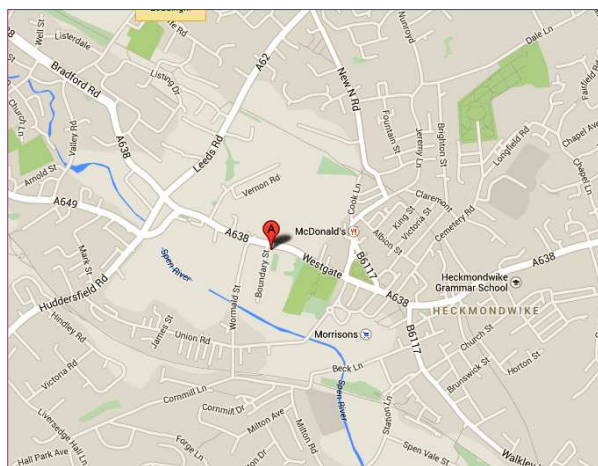 Well St
Listerdale
Nunroyd
Dale Ln
A62
Bradford Rd
Listing Dr
New N Rd
Fairfield St
Church Ln
Valley Rd
A638
Leeds Rd
Fountain St
Jeremy Ln
Brighton St
Longfield Rd
Chapel Ave
Chapel Ln
Arnold St
Vernon Rd
Cook Ln
Claremont
A649
King St
Victoria St
Cemetery Rd
A638
A
McDonald's
Albion St
Mark St
Westgate
B6117
A638
Spen River
Boundary St
Heckmondwike
Grammar School
A638
Huddersfield Rd
Wormald St
HECKMONDWIKE
James St
Union Rd
Morrisons
B6117
Church St
Hindley Rd
Beck Ln
Horton St
Victoria Rd
Cornmill Ln
Spen River
Brunswick St
Cornmill Dr
Station Ln
Liversedge Hall Ln
Milton Ave
Forge Ln
Milton Rd
Spen Vale St
Hall Park Ave
Walkley